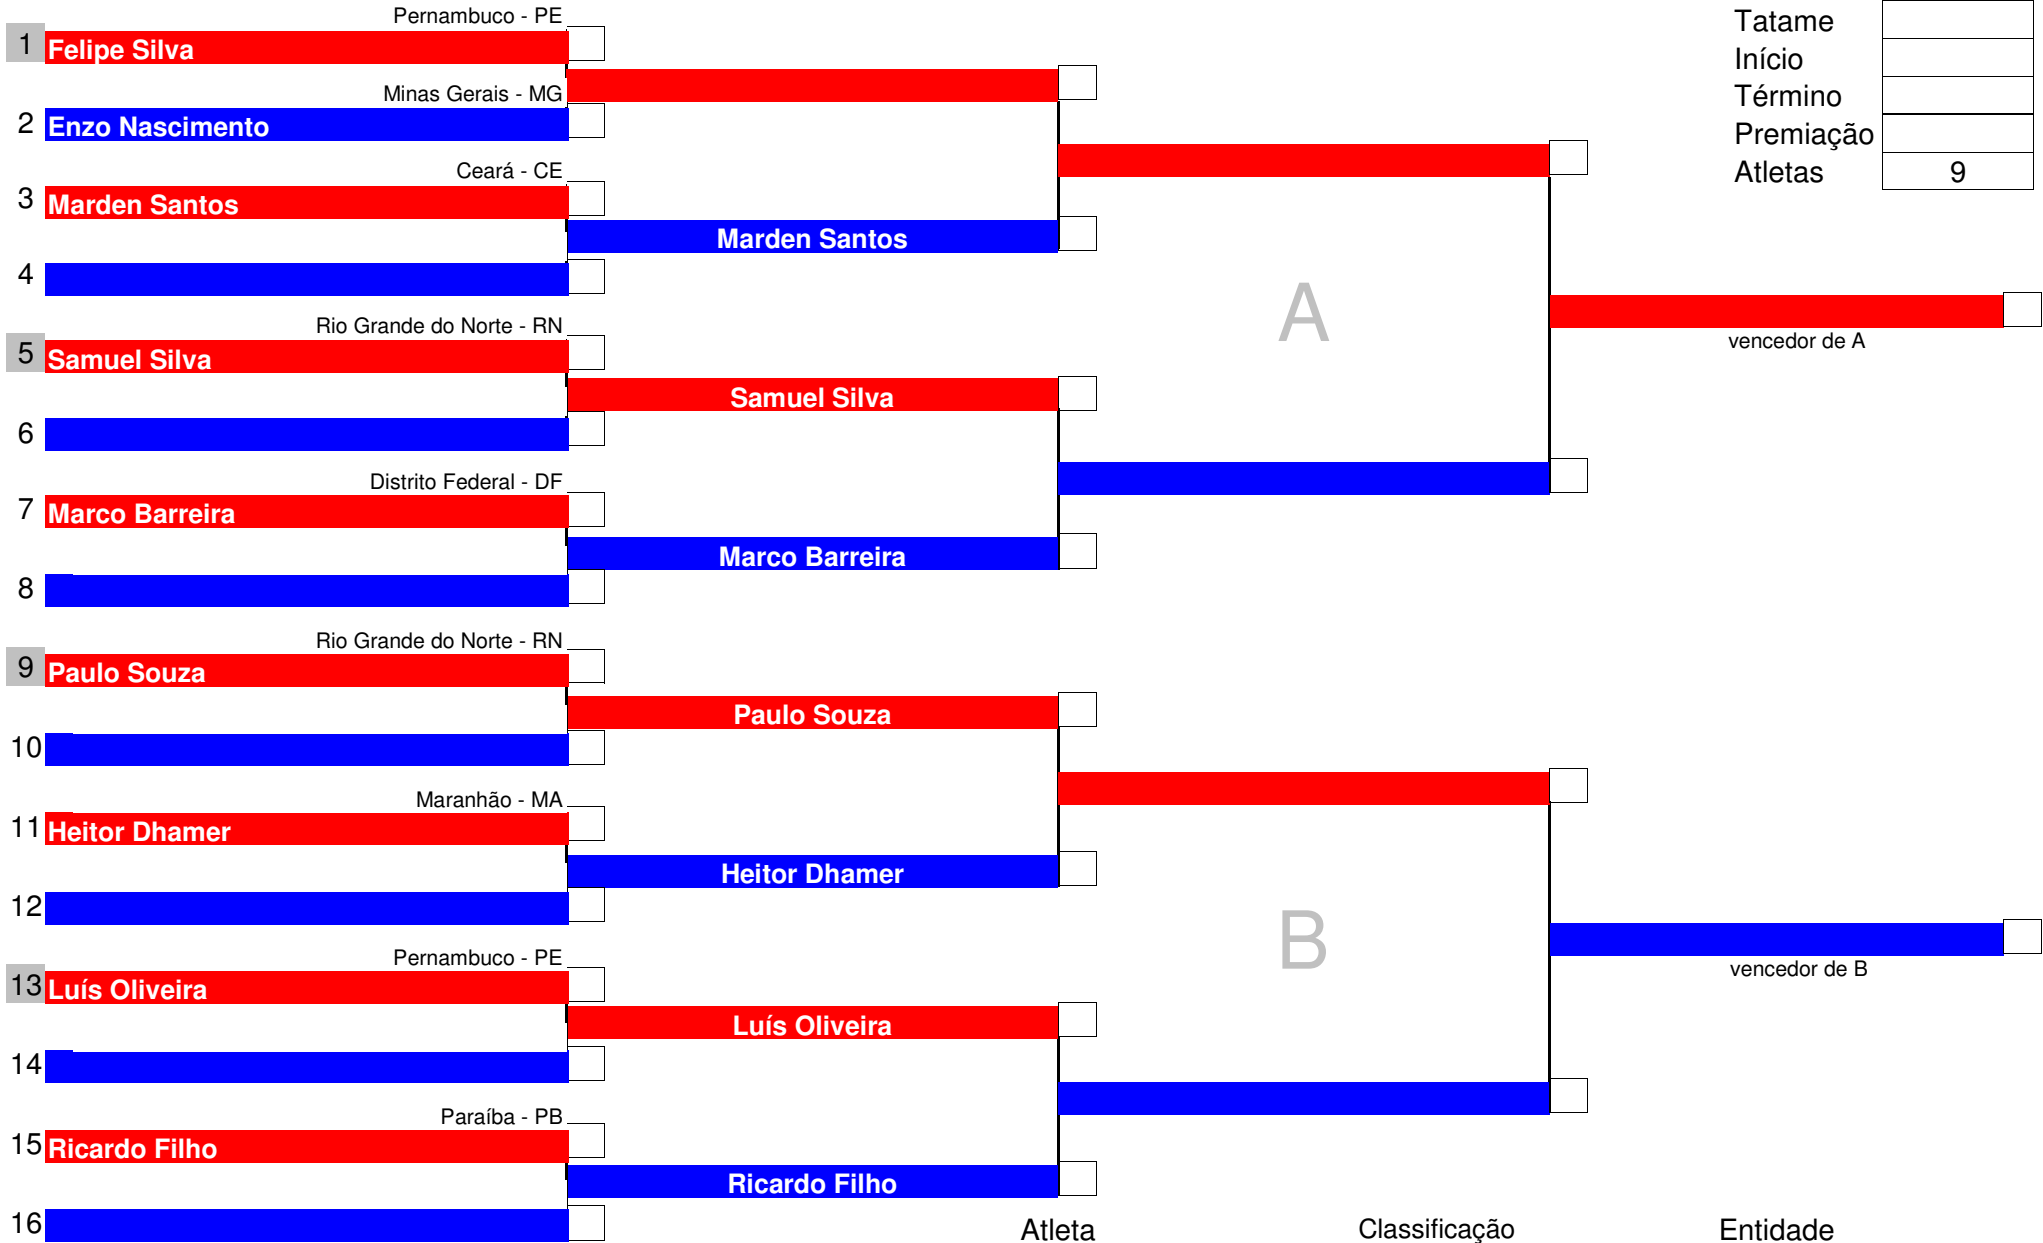 Pernambuco - PE
1 Felipe Silva
Minas Gerais - MG
2 Enzo Nascimento
Ceará - CE
3 Marden Santos
Marden Santos
4
Rio Grande do Norte - RN
5 Samuel Silva
Samuel Silva
6
Distrito Federal - DF
7 Marco Barreira
Marco Barreira
8
Rio Grande do Norte - RN
9 Paulo Souza
Paulo Souza
10
Maranhão - MA
11 Heitor Dhamer
Heitor Dhamer
12
Pernambuco - PE
13 Luís Oliveira
Luís Oliveira
14
Paraíba - PB
15 Ricardo Filho
Ricardo Filho
16
A
B
vencedor de A
vencedor de B
Tatame
Início
Término
Premiação
Atletas 9
Atleta Classificação Entidade